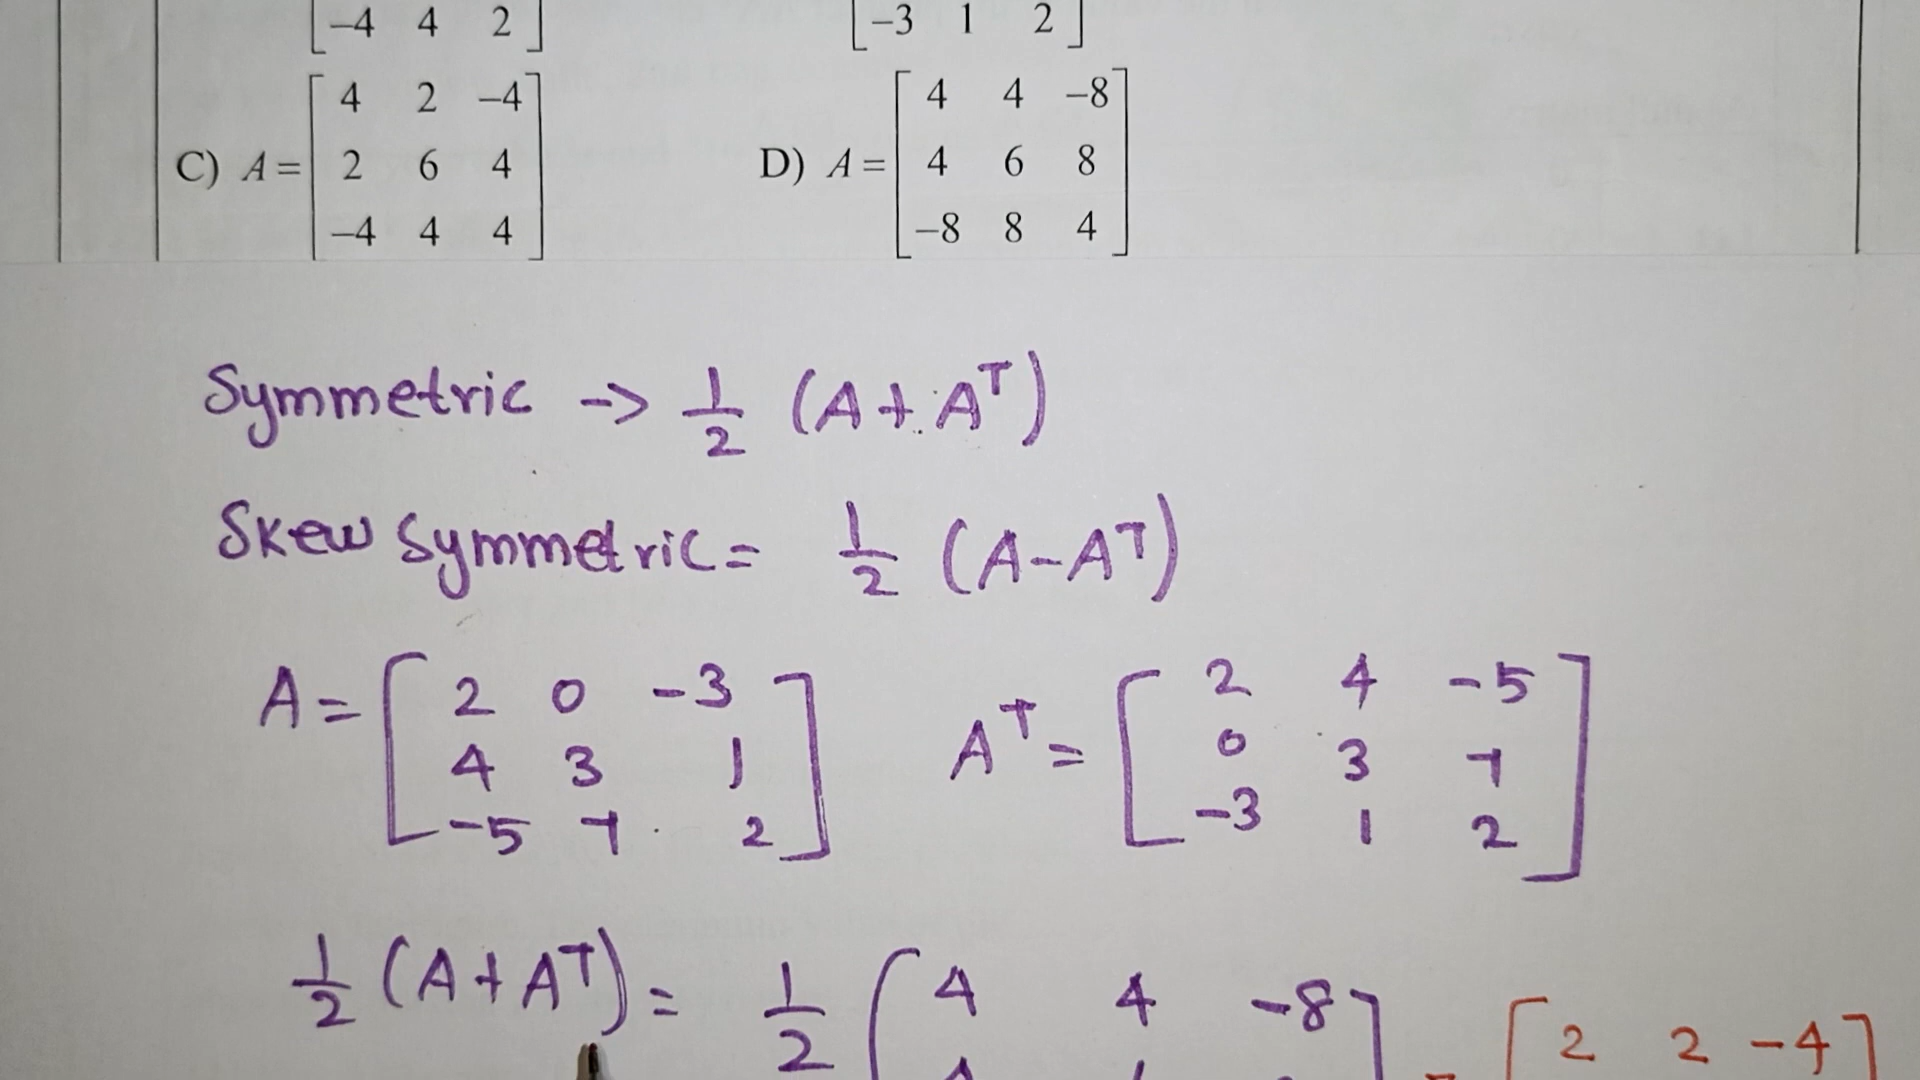 -4 4 2] [-3 1 2]
C) A = [4 2 -4 D) A = [4 4 -8
2 6 4 4 6 8
-4 4 4] -8 8 4]
Symmetric -> 1/2 (A + A^T)
Skew Symmetric = 1/2 (A - A^T)
A = [2 0 -3 A^T = [2 4 -5
4 3 1 0 3 7
-5 7 2] -3 1 2]
1/2 (A + A^T) = 1/2 [4 4 -8] = [2 2 -4]